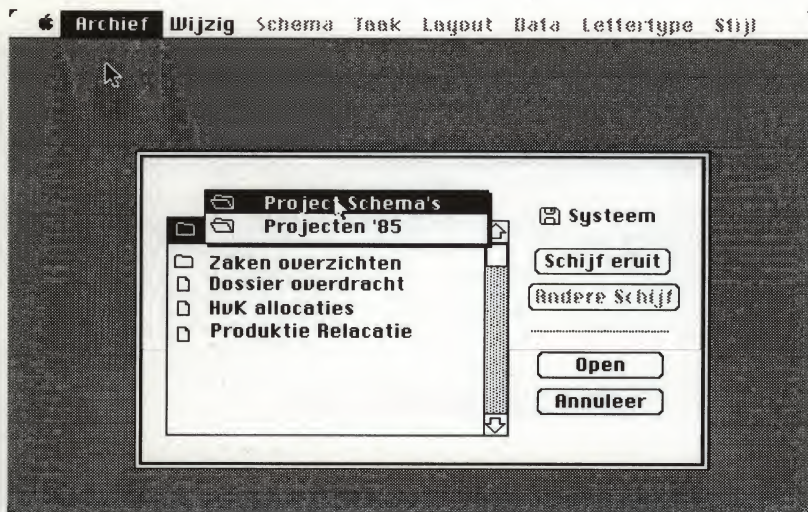 Archief Wijzig Schema Taak Layout Data Lettertype Stijl
Project Schema's
Projecten '85
Zaken overzichten
Dossier overdracht
HvK allocaties
Produktie Relacatie
Systeem
Schijf eruit
Andere Schijf
Open
Annuleer